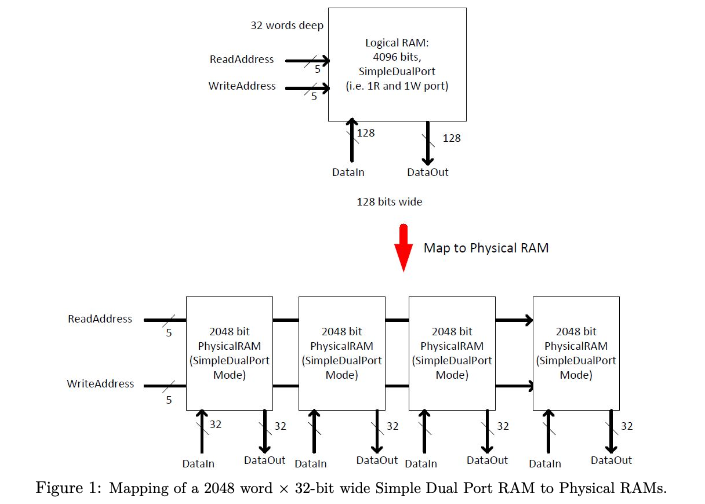 32 words deep
Logical RAM:
4096 bits,
SimpleDualPort
(i.e. 1R and 1W port)
ReadAddress
5
WriteAddress
5
128
128
DataIn
DataOut
128 bits wide
Map to Physical RAM
ReadAddress
5
WriteAddress
5
2048 bit
PhysicalRAM
(SimpleDualPort
Mode)
2048 bit
PhysicalRAM
(SimpleDualPort
Mode)
2048 bit
PhysicalRAM
(SimpleDualPort
Mode)
2048 bit
PhysicalRAM
(SimpleDualPort
Mode)
32
32
32
32
32
DataIn
DataOut
DataIn
DataOut
DataIn
DataOut
DataIn
DataOut
Figure 1: Mapping of a 2048 word × 32-bit wide Simple Dual Port RAM to Physical RAMs.